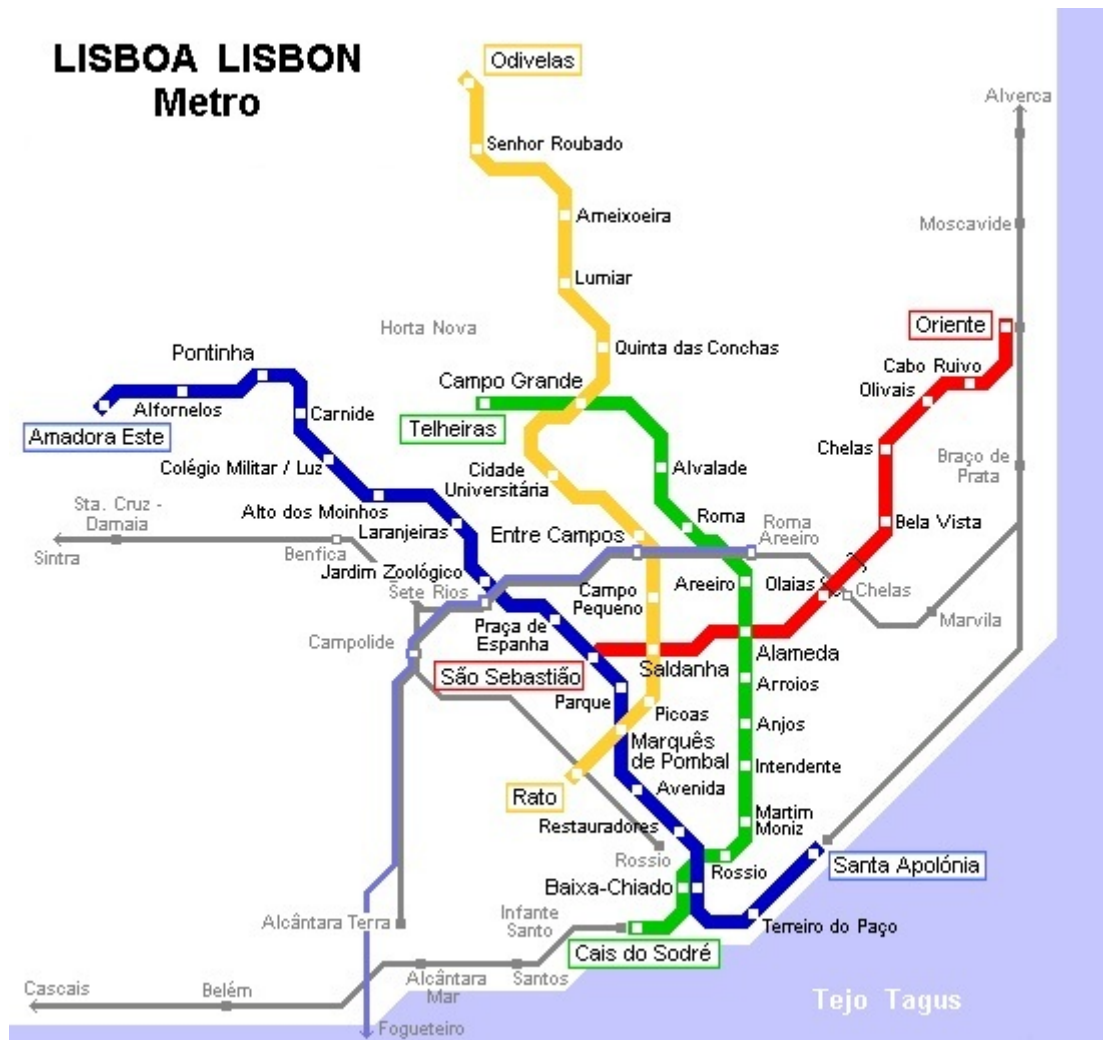 LISBOA LISBON
Metro
Odivelas
Senhor Roubado
Alverca
Ameixoeira
Moscavide
Lumiar
Horta Nova
Oriente
Quinta das Conchas
Pontinha
Cabo Ruivo
Campo Grande
Olivais
Alfornelos
Carnide
Telheiras
Amadora Este
Chelas
Colégio Militar / Luz
Cidade
Universitária
Alvalade
Braço de
Prata
Sta. Cruz -
Damaia
Alto dos Moinhos
Laranjeiras
Entre Campos
Roma
Roma
Areeiro
Bela Vista
Sintra
Benfica
Jardim Zoológico
Sete Rios
Campo
Pequeno
Areeiro
Olaias
Chelas
Marvila
Campolide
Praça de
Espanha
São Sebastião
Saldanha
Alameda
Parque
Arroios
Picoas
Anjos
Marquês
de Pombal
Intendente
Rato
Avenida
Restauradores
Martim
Moniz
Rossio
Rossio
Santa Apolónia
Baixa-Chiado
Alcântara Terra
Infante
Santo
Terreiro do Paço
Cais do Sodré
Cascais
Belém
Alcântara
Mar
Santos
Tejo Tagus
Fogueteiro